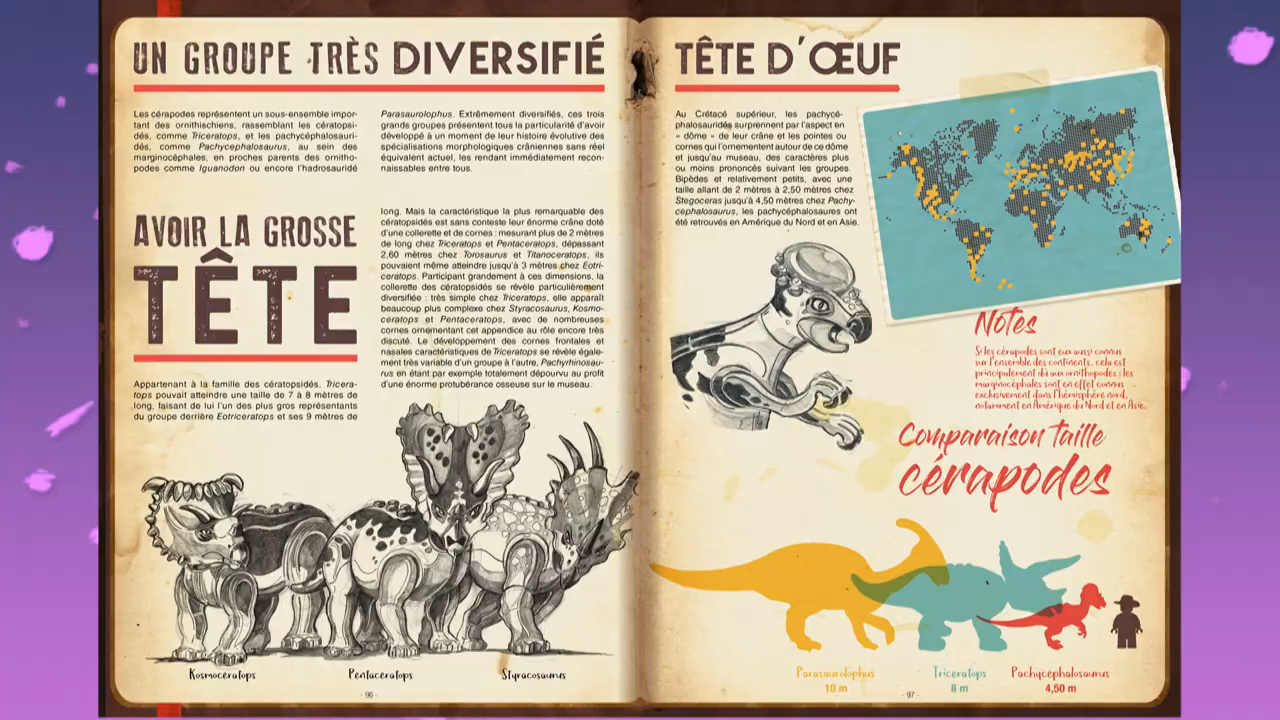 UN GROUPE TRÈS DIVERSIFIÉ
Les cérapodes représentent un sous-ensemble impor-
tant des ornithischiens, rassemblant les cératopsi-
dés, comme Triceratops, et les pachycéphalosauri-
dés, comme Pachycephalosaurus, au sein des
marginocéphales, en proches parents des ornitho-
podes comme Iguanodon ou encore l'hadrosauridé
Parasaurolophus. Extrêmement diversifiés, ces trois
grands groupes présentent tous la particularité d'avoir
développé à un moment de leur histoire évolutive des
spécialisations morphologiques crâniennes sans réel
équivalent actuel, les rendant immédiatement recon-
naissables entre tous.
AVOIR LA GROSSE
TÊTE
Appartenant à la famille des cératopsidés, Tricera-
tops pouvait atteindre une taille de 7 à 8 mètres de
long, faisant de lui l'un des plus gros représentants
du groupe derrière Eotriceratops et ses 9 mètres de
long. Mais la caractéristique la plus remarquable des
cératopsidés est sans conteste leur énorme crâne doté
d'une collerette et de cornes : mesurant plus de 2 mètres
de long chez Triceratops et Pentaceratops, dépassant
2,60 mètres chez Torosaurus et Titanoceratops, ils
pouvaient même atteindre jusqu'à 3 mètres chez Eotri-
ceratops. Participant grandement à ces dimensions, la
collerette des cératopsidés se révèle particulièrement
diversifiée : très simple chez Triceratops, elle apparaît
beaucoup plus complexe chez Styracosaurus, Kosmo-
ceratops et Pentaceratops, avec de nombreuses
cornes ornementant cet appendice au rôle encore très
discuté. Le développement des cornes frontales et
nasales caractéristiques de Triceratops se révèle égale-
ment très variable d'un groupe à l'autre, Pachyrhinosau-
rus en étant par exemple totalement dépourvu au profit
d'une énorme protubérance osseuse sur le museau.
Kosmoceratops
Pentaceratops
Styracosaurus
- 96 -
TÊTE D'ŒUF
Au Crétacé supérieur, les pachycé-
phalosauridés surprennent par l'aspect en
« dôme » de leur crâne et les pointes ou
cornes qui l'ornementent autour de ce dôme
et jusqu'au museau, des caractères plus
ou moins prononcés suivant les groupes.
Bipèdes et relativement petits, avec une
taille allant de 2 mètres à 2,50 mètres chez
Stegoceras jusqu'à 4,50 mètres chez Pachy-
cephalosaurus, les pachycéphalosaures ont
été retrouvés en Amérique du Nord et en Asie.
Notes
Si les cérapodes sont eux aussi connus
sur l'ensemble des continents, cela est
principalement dû aux ornithopodes ; les
marginocéphales sont en effet connus
exclusivement dans l'hémisphère nord,
notamment en Amérique du Nord et en Asie.
Comparaison taille
cérapodes
Parasaurolophus
10 m
Triceratops
8 m
Pachycephalosaurus
4,50 m
- 97 -